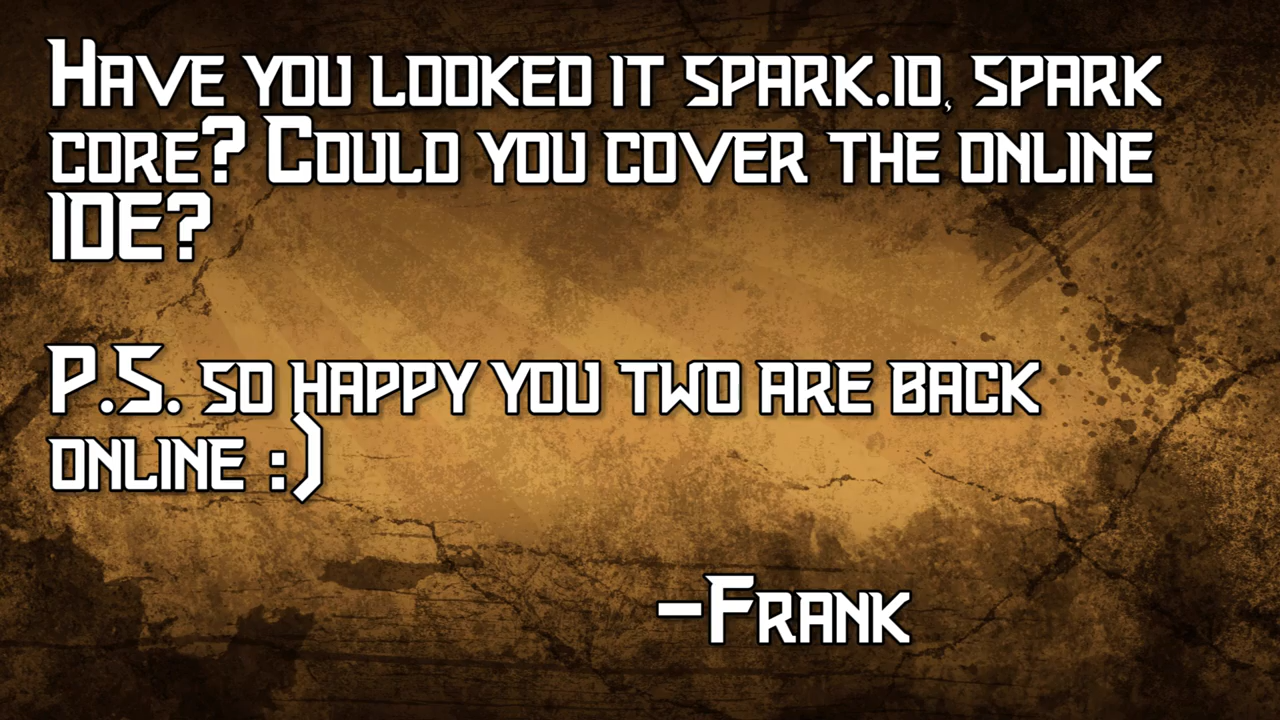 Have you looked it spark.io, spark
core? Could you cover the online
IDE?
P.S. so happy you two are back
online :)
-Frank